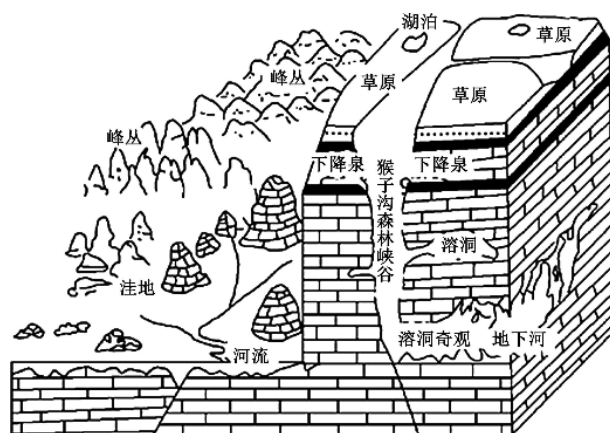 湖泊
草原
草原
草原
峰丛
峰丛
下降泉
下降泉
猴子沟森林峡谷
溶洞
洼地
溶洞奇观
地下河
河流